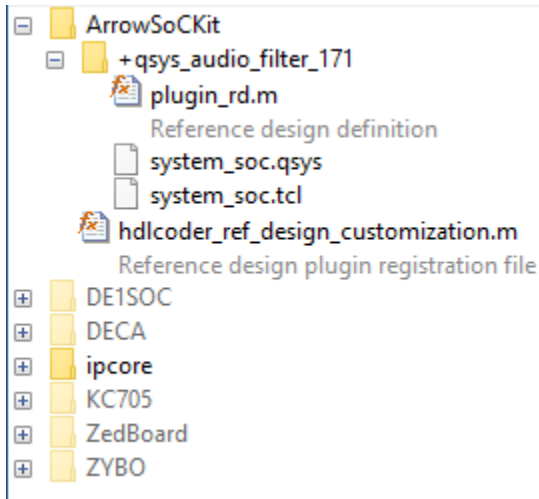 ArrowSoCKit
+qsys_audio_filter_171
plugin_rd.m
Reference design definition
system_soc.qsys
system_soc.tcl
hdlcoder_ref_design_customization.m
Reference design plugin registration file
DE1SOC
DECA
ipcore
KC705
ZedBoard
ZYBO